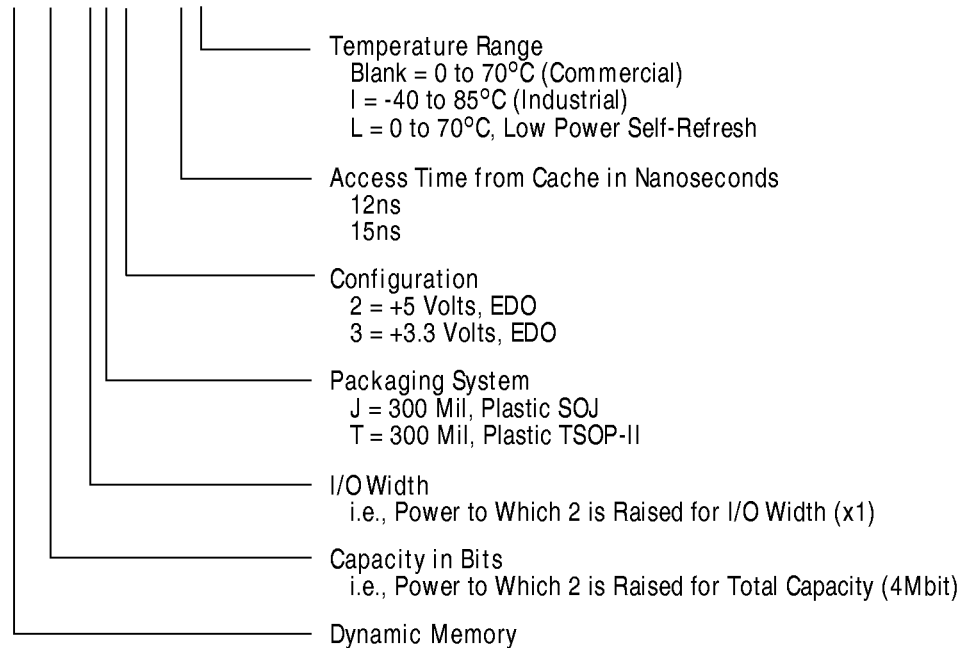 Temperature Range
Blank = 0 to 70°C (Commercial)
I = -40 to 85°C (Industrial)
L = 0 to 70°C, Low Power Self-Refresh
Access Time from Cache in Nanoseconds
12ns
15ns
Configuration
2 = +5 Volts, EDO
3 = +3.3 Volts, EDO
Packaging System
J = 300 Mil, Plastic SOJ
T = 300 Mil, Plastic TSOP-II
I/O Width
i.e., Power to Which 2 is Raised for I/O Width (x1)
Capacity in Bits
i.e., Power to Which 2 is Raised for Total Capacity (4Mbit)
Dynamic Memory